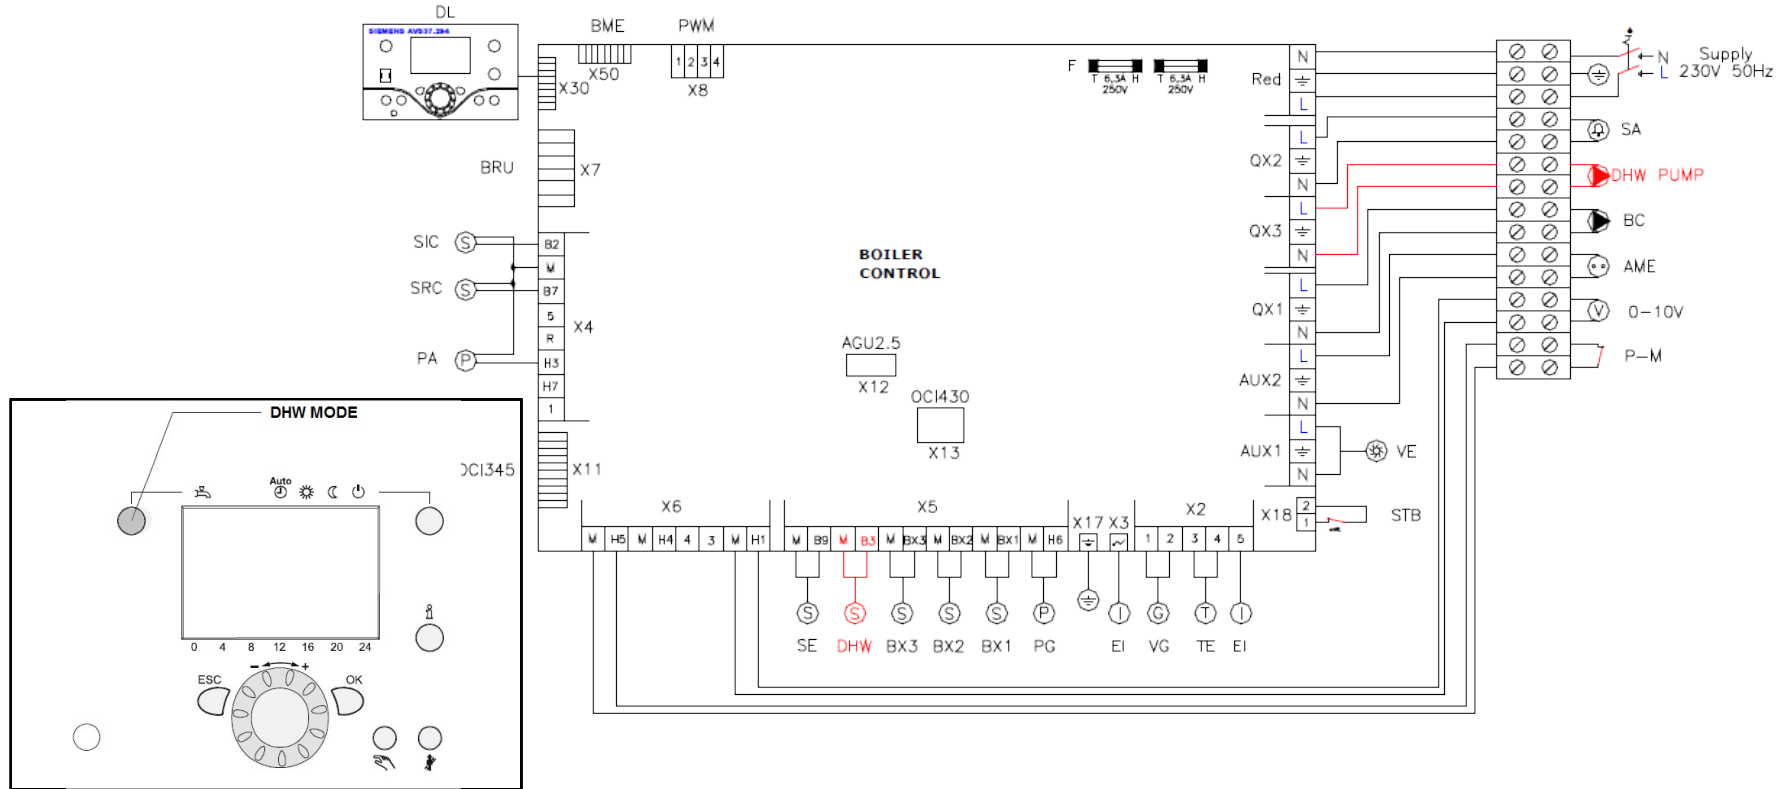 DL
SIEMENS AVS37.294
BME
PWM
X50
1 2 3 4
X8
X30
F
T 6,3A H
250V
T 6,3A H
250V
N
Red
L
N Supply
L 230V 50Hz
BRU
X7
L
QX2
N
SA
DHW PUMP
L
QX3
N
BC
SIC S
B2
M
SRC S
B7
5
R
X4
PA P
H3
H7
1
BOILER
CONTROL
AME
L
QX1
N
V 0-10V
P-M
AGU2.5
X12
OCI430
X13
L
AUX2
N
L
AUX1
N
VE
DHW MODE
OCI345
X11
Auto
0 4 8 12 16 20 24
- +
ESC
OK
X6
X5
X17 X3
X2
X18
2
1
STB
M H5 M H4 4 3 M H1
M B9 M B3 M BX3 M BX2 M BX1 M H6
1 2 3 4 5
S S S S S P I G T I
SE DHW BX3 BX2 BX1 PG EI VG TE EI